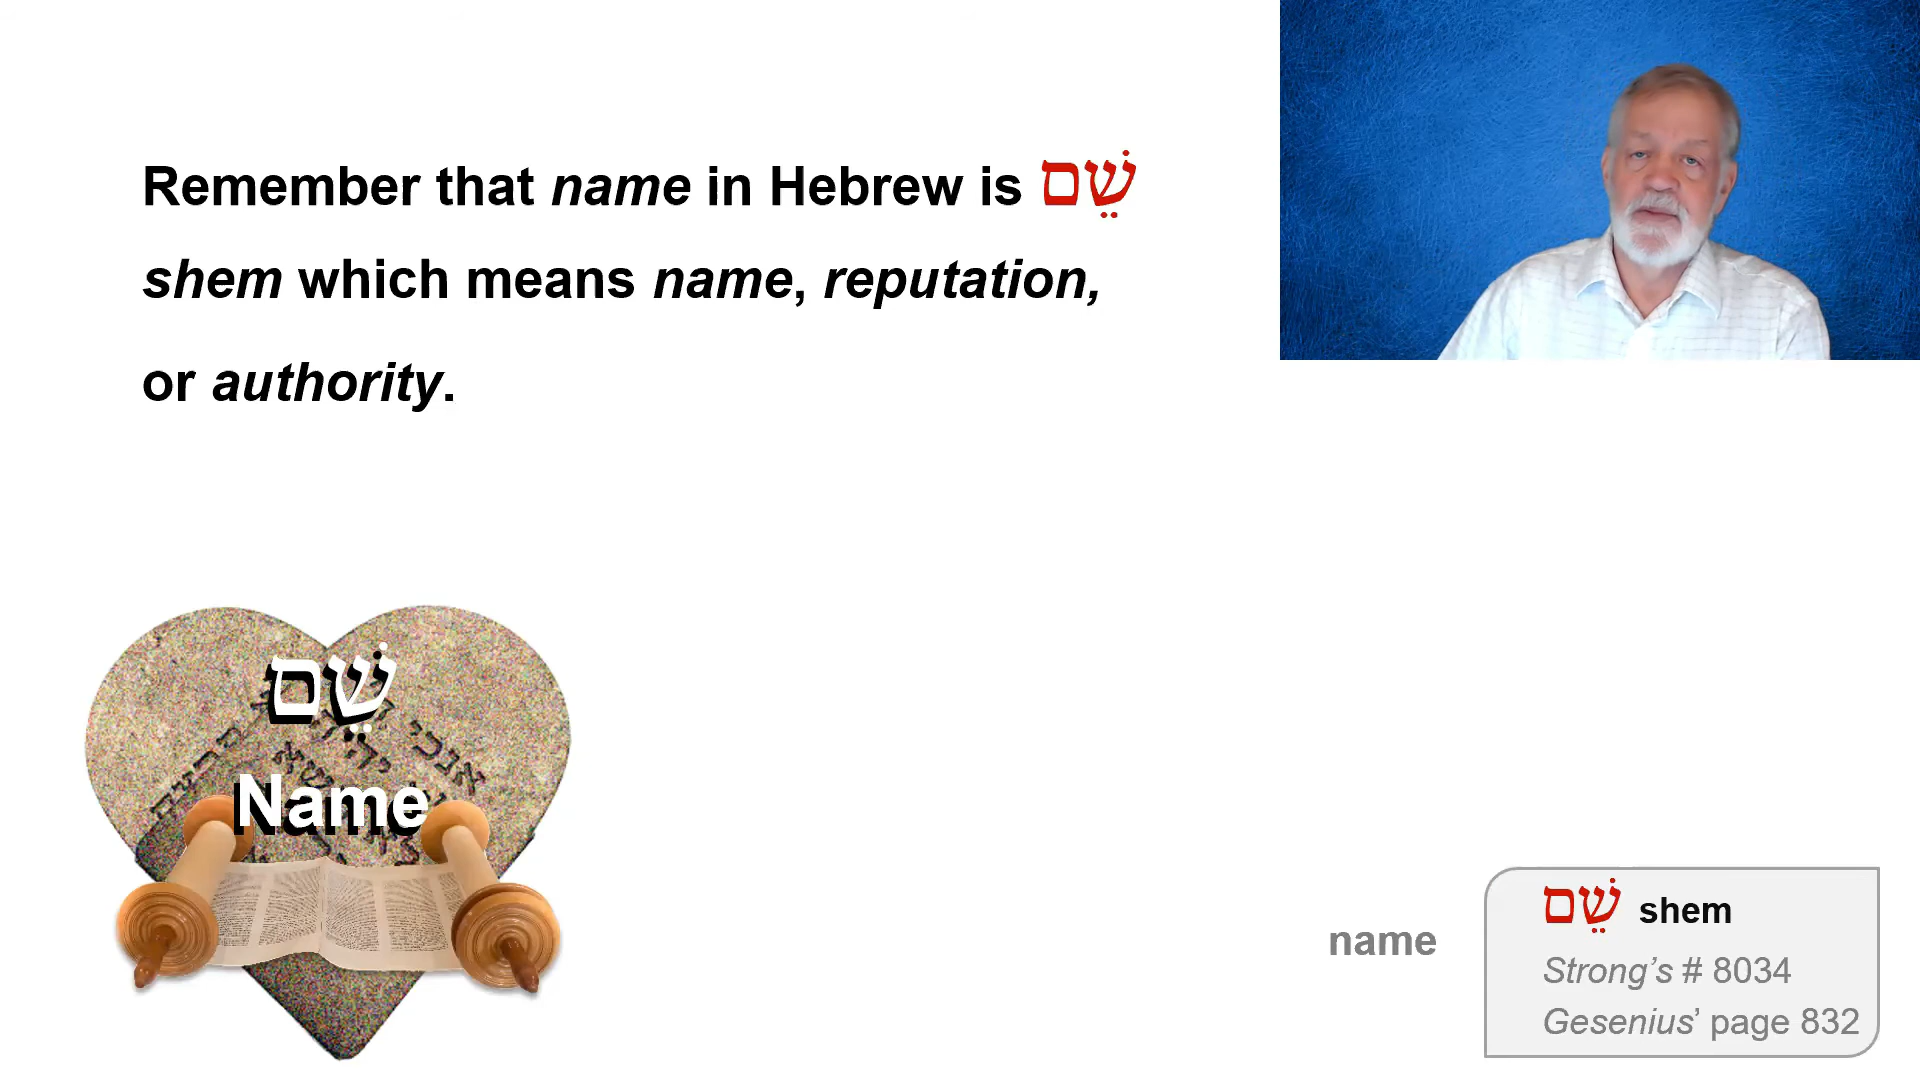 Remember that name in Hebrew is שֵׁם
shem which means name, reputation,
or authority.
שֵׁם
Name
אנכי
name
שֵׁם shem
Strong’s # 8034
Gesenius’ page 832